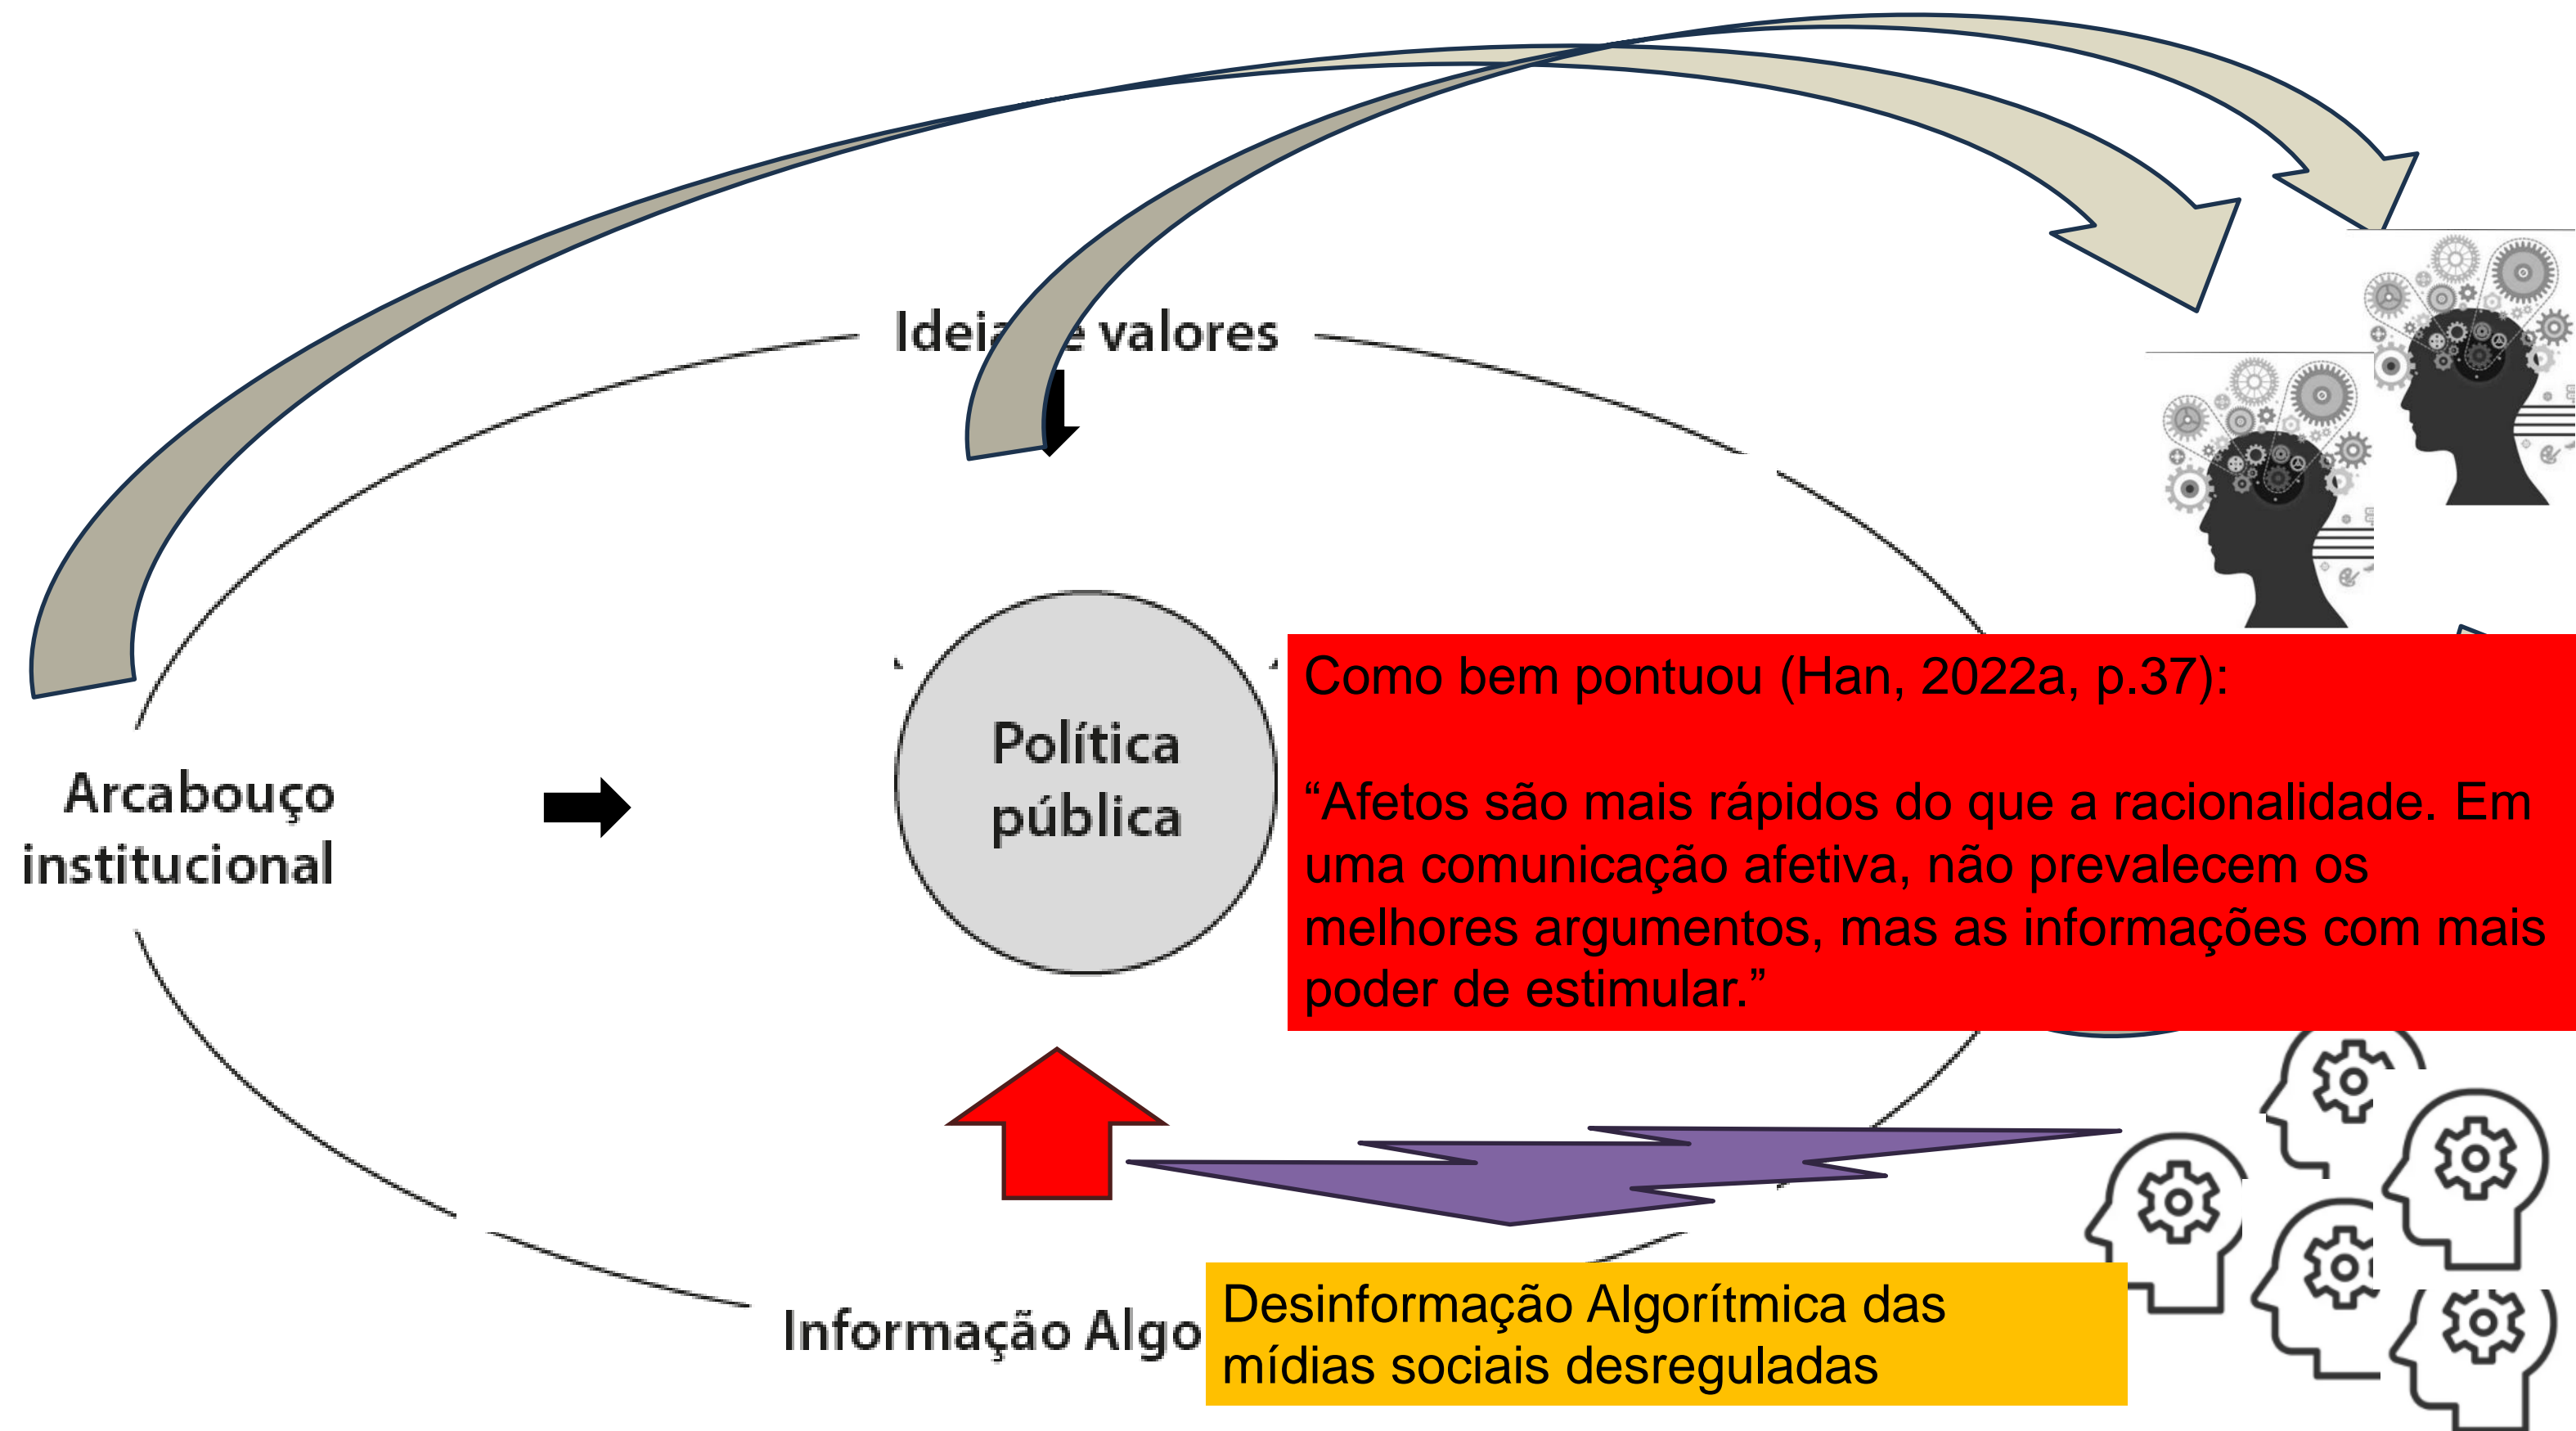 Ideia e valores
Como bem pontuou (Han, 2022a, p.37):
“Afetos são mais rápidos do que a racionalidade. Em
uma comunicação afetiva, não prevalecem os
melhores argumentos, mas as informações com mais
poder de estimular.”
Política
pública
Arcabouço
institucional
Informação Algo
Desinformação Algorítmica das
mídias sociais desreguladas